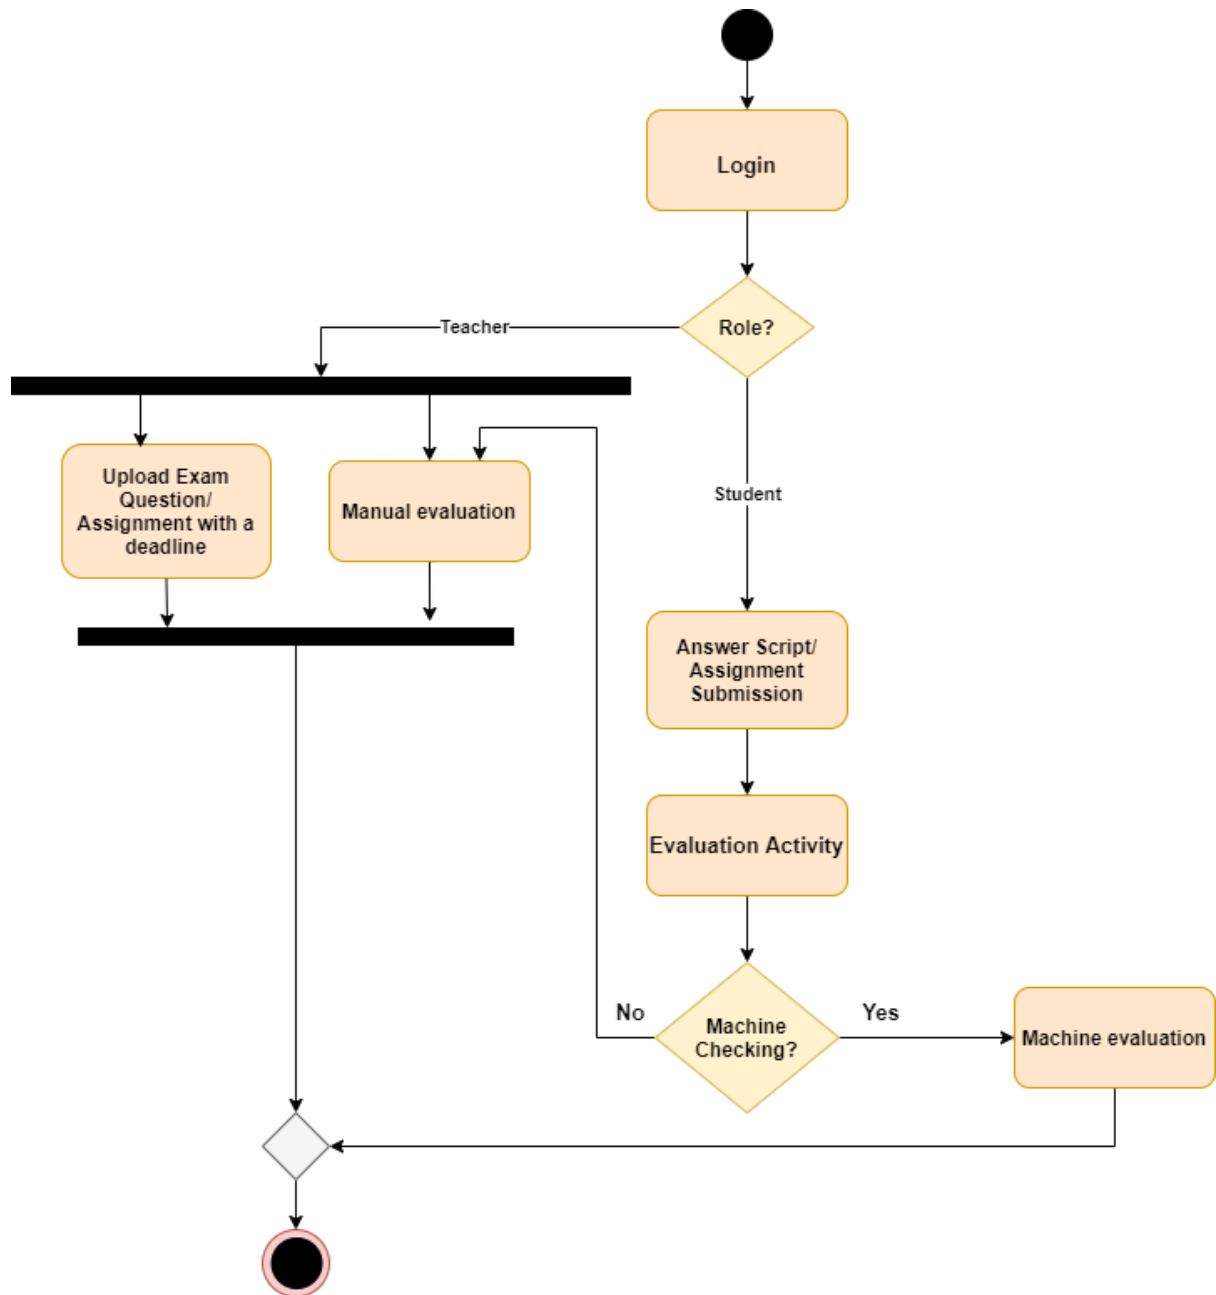 Login
Role?
Teacher
Upload Exam
Question/
Assignment with a
deadline
Manual evaluation
Student
Answer Script/
Assignment
Submission
Evaluation Activity
No
Machine
Checking?
Yes
Machine evaluation